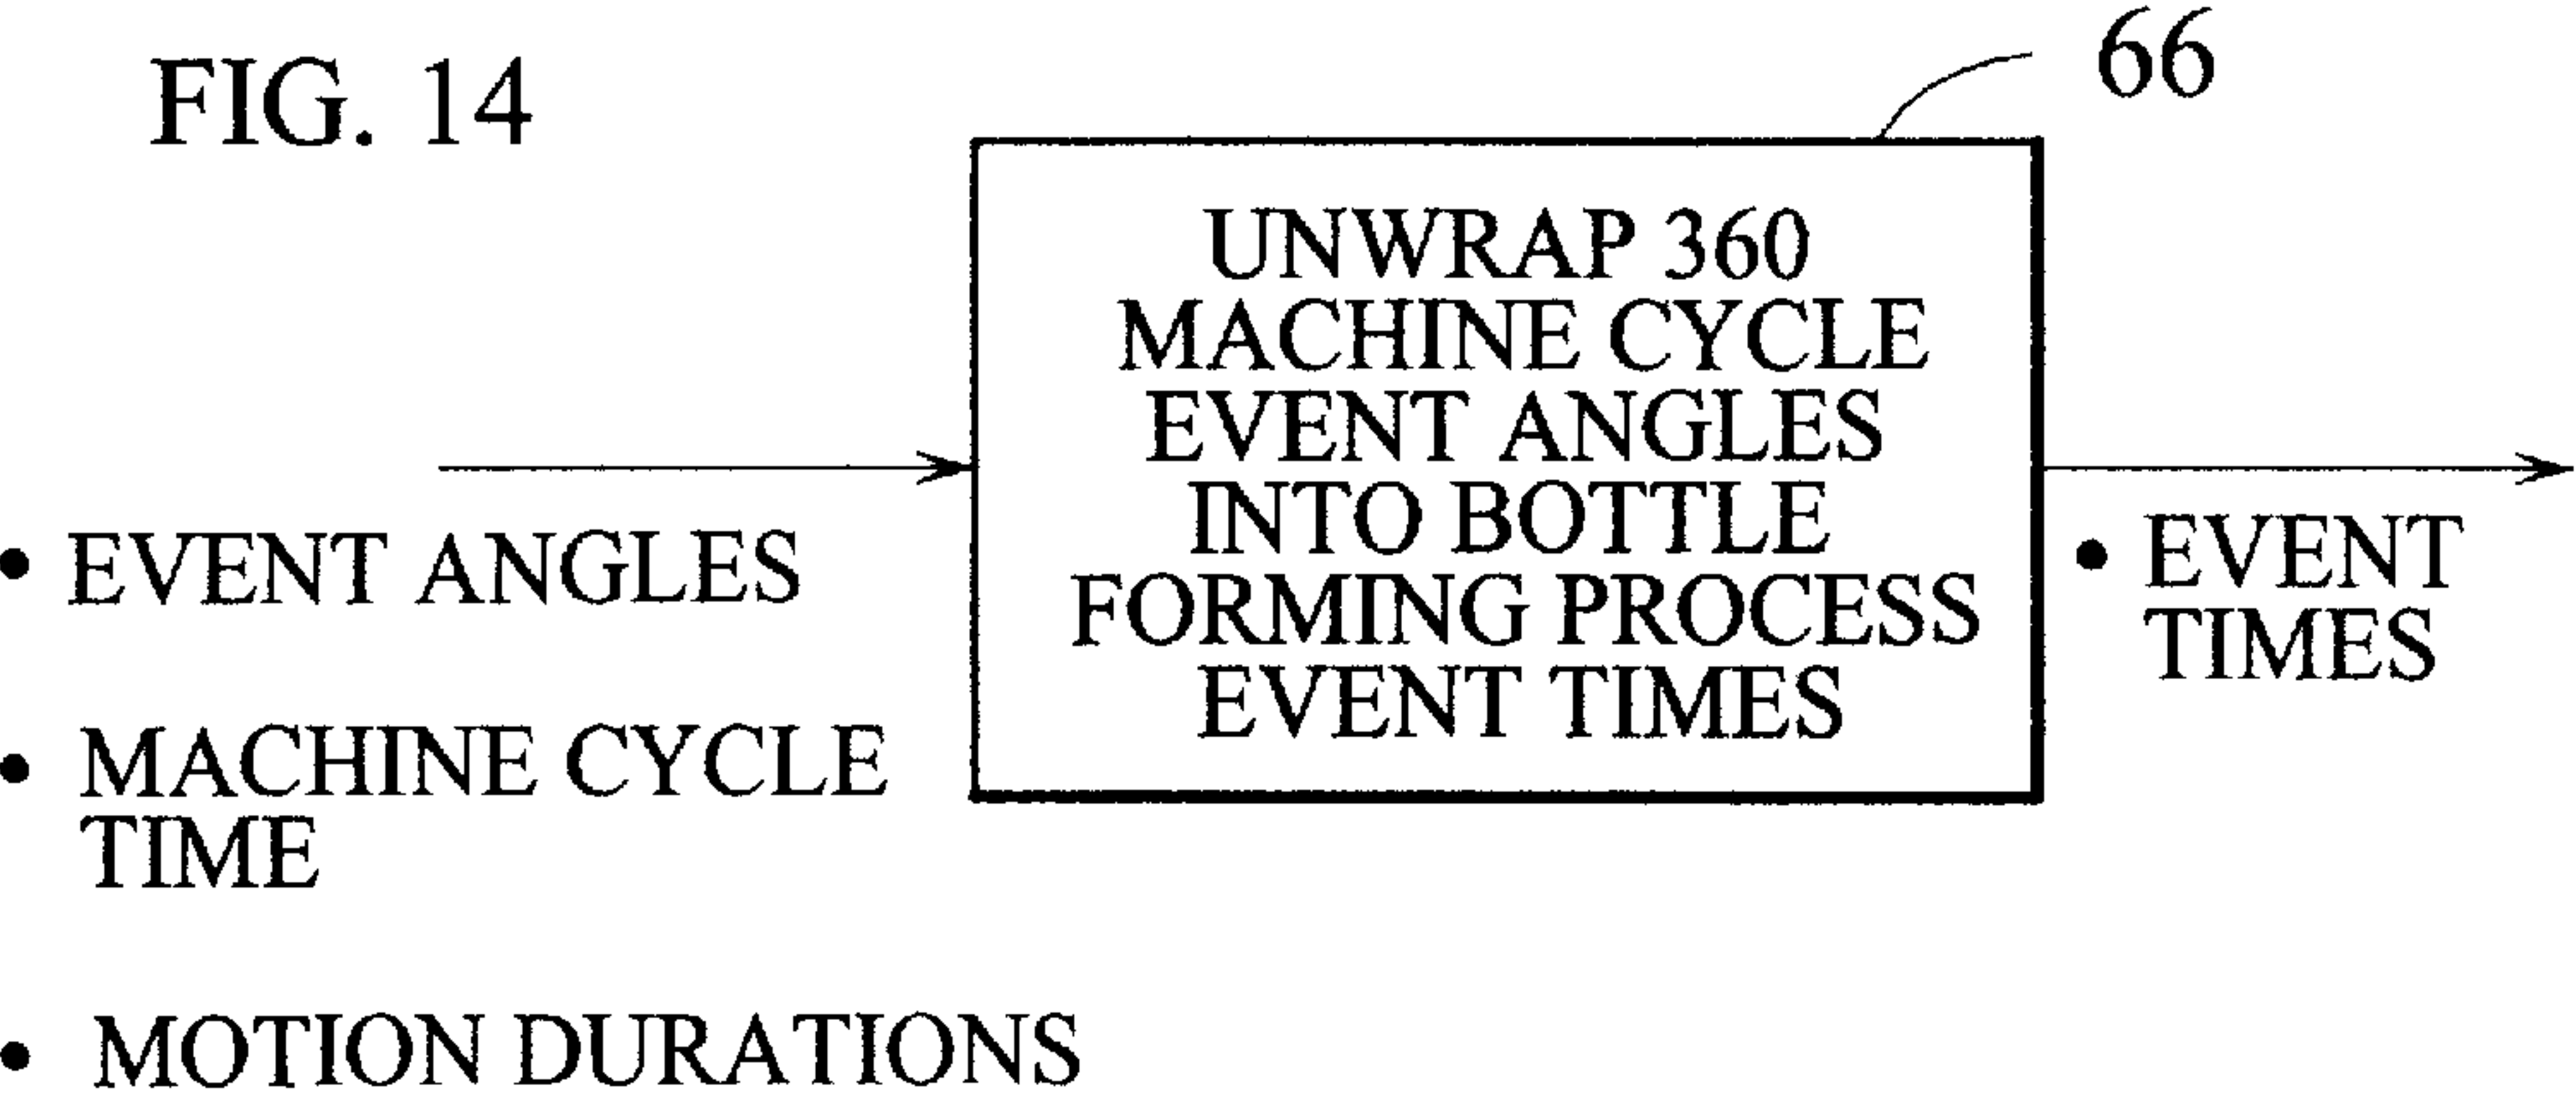 FIG. 14
66
UNWRAP 360
MACHINE CYCLE
EVENT ANGLES
INTO BOTTLE
FORMING PROCESS
EVENT TIMES
• EVENT ANGLES
• MACHINE CYCLE
TIME
• MOTION DURATIONS
• EVENT
TIMES